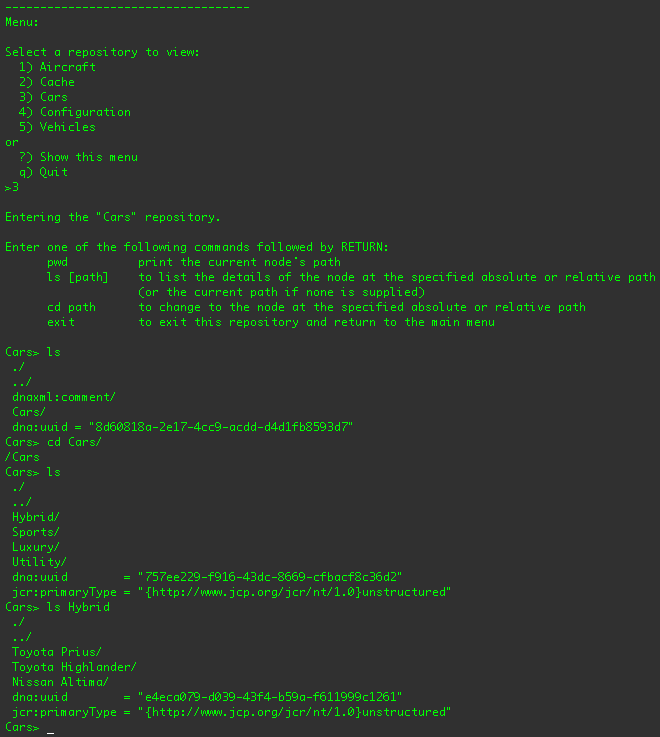 -----------------------------------
Menu:

Select a repository to view:
  1) Aircraft
  2) Cache
  3) Cars
  4) Configuration
  5) Vehicles
or
  ?) Show this menu
  q) Quit
>3

Entering the "Cars" repository.

Enter one of the following commands followed by RETURN:
      pwd          print the current node's path
      ls [path]    to list the details of the node at the specified absolute or relative path
                   (or the current path if none is supplied)
      cd path      to change to the node at the specified absolute or relative path
      exit         to exit this repository and return to the main menu

Cars> ls
 ./
 ../
 dnaxml:comment/
 Cars/
 dna:uuid = "8d60818a-2e17-4cc9-acdd-d4d1fb8593d7"
Cars> cd Cars/
/Cars
Cars> ls
 ./
 ../
 Hybrid/
 Sports/
 Luxury/
 Utility/
 dna:uuid        = "757ee229-f916-43dc-8669-cfbacf8c36d2"
 jcr:primaryType = "{http://www.jcp.org/jcr/nt/1.0}unstructured"
Cars> ls Hybrid
 ./
 ../
 Toyota Prius/
 Toyota Highlander/
 Nissan Altima/
 dna:uuid        = "e4eca079-d039-43f4-b59a-f611999c1261"
 jcr:primaryType = "{http://www.jcp.org/jcr/nt/1.0}unstructured"
Cars> _